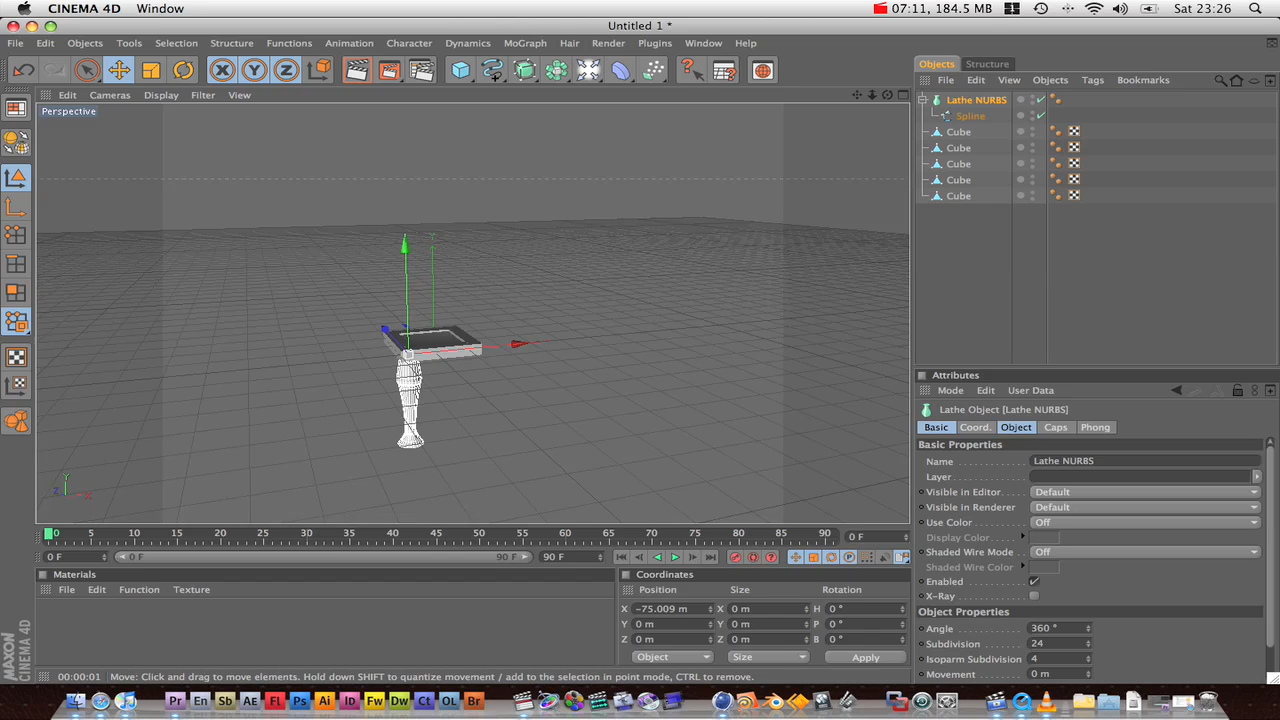 CINEMA 4D Window 07:11, 184.5 MB 1 Sat 23:26
Untitled 1 *
File Edit Objects Tools Selection Structure Functions Animation Character Dynamics MoGraph Hair Render Plugins Window Help
X Y Z
Objects Structure
File Edit View Objects Tags Bookmarks
Edit Cameras Display Filter View
Perspective
Lathe NURBS
Spline
Cube
Cube
Cube
Cube
Cube
Y
Y
Z X
Attributes
Mode Edit User Data
Lathe Object [Lathe NURBS]
Basic Coord. Object Caps Phong
Basic Properties
Name Lathe NURBS
Layer
Visible in Editor Default
Visible in Renderer Default
Use Color Off
Display Color
Shaded Wire Mode Off
Shaded Wire Color
Enabled
X-Ray
Object Properties
Angle 360 °
Subdivision 24
Isoparm Subdivision 4
Movement 0 m
0 5 10 15 20 25 30 35 40 45 50 55 60 65 70 75 80 85 90 0 F
0 F 0 F 90 F 90 F
Materials
File Edit Function Texture
Coordinates
Position Size Rotation
X -75.009 m X 0 m H 0 °
Y 0 m Y 0 m P 0 °
Z 0 m Z 0 m B 0 °
Object Size Apply
MAXON CINEMA 4D
00:00:01 Move: Click and drag to move elements. Hold down SHIFT to quantize movement / add to the selection in point mode, CTRL to remove.
Pr En Sb AE Fl Ps Ai Id Fw Dw Ct OL Br